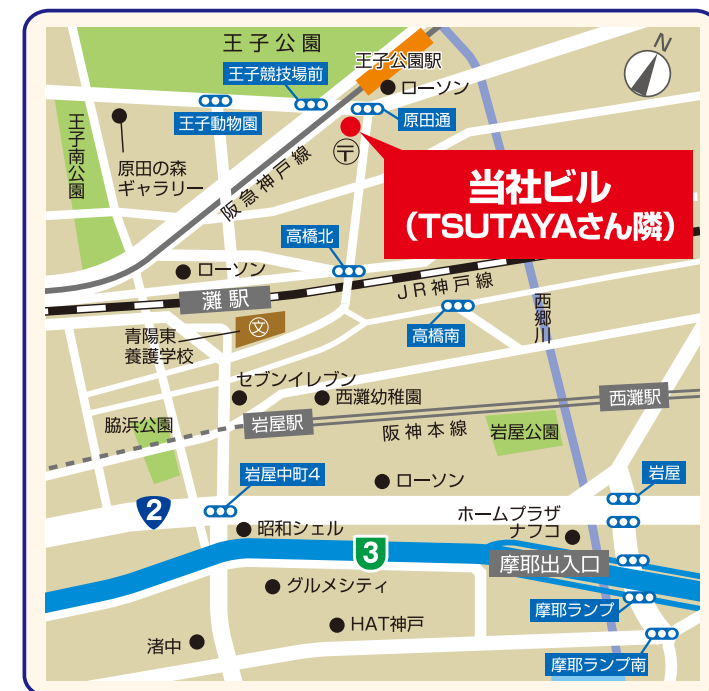 王子公園
N
王子公園駅
王子競技場前
ローソン
王子動物園
原田通
王子南公園
原田の森
ギャラリー
〒
阪急神戸線
当社ビル
(TSUTAYAさん隣)
高橋北
ローソン
JR神戸線
灘駅
西郷川
文
高橋南
青陽東
養護学校
セブンイレブン
西灘幼稚園
西灘駅
脇浜公園
岩屋駅
阪神本線
岩屋公園
岩屋中町4
ローソン
岩屋
2
ホームプラザ
ナフコ
昭和シェル
3
摩耶出入口
グルメシティ
摩耶ランプ
HAT神戸
渚中
摩耶ランプ南